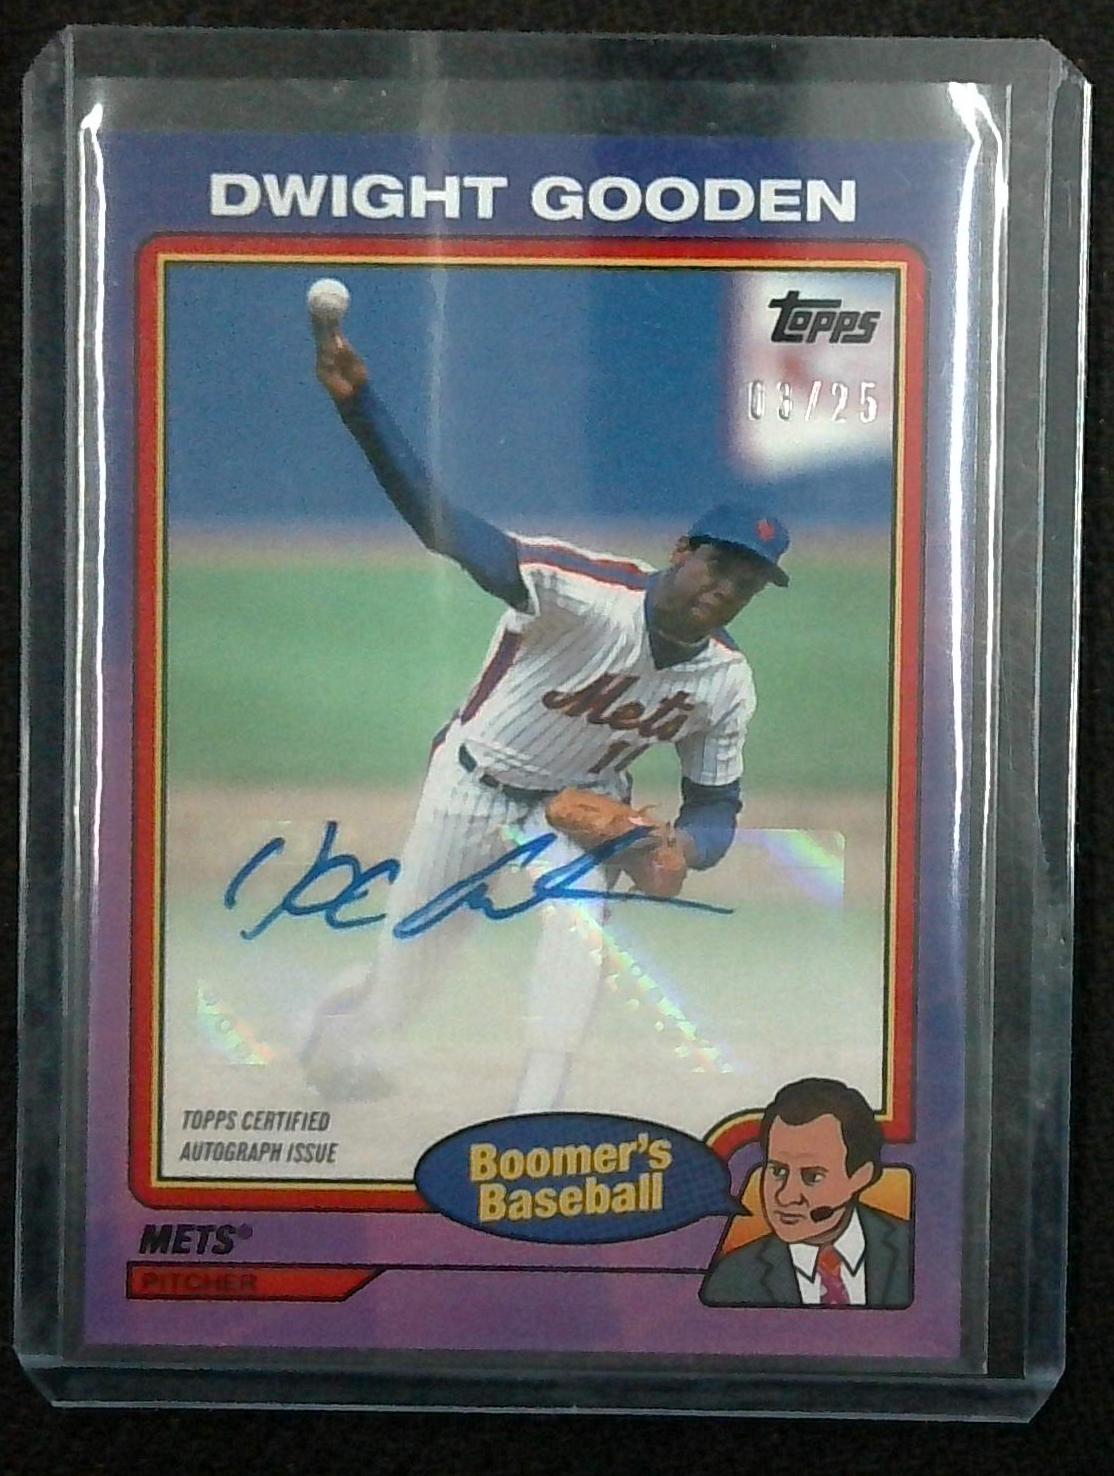 DWIGHT GOODEN
Topps
03/25
Mets
TOPPS CERTIFIED
AUTOGRAPH ISSUE
Boomer's
Baseball
METS®
PITCHER